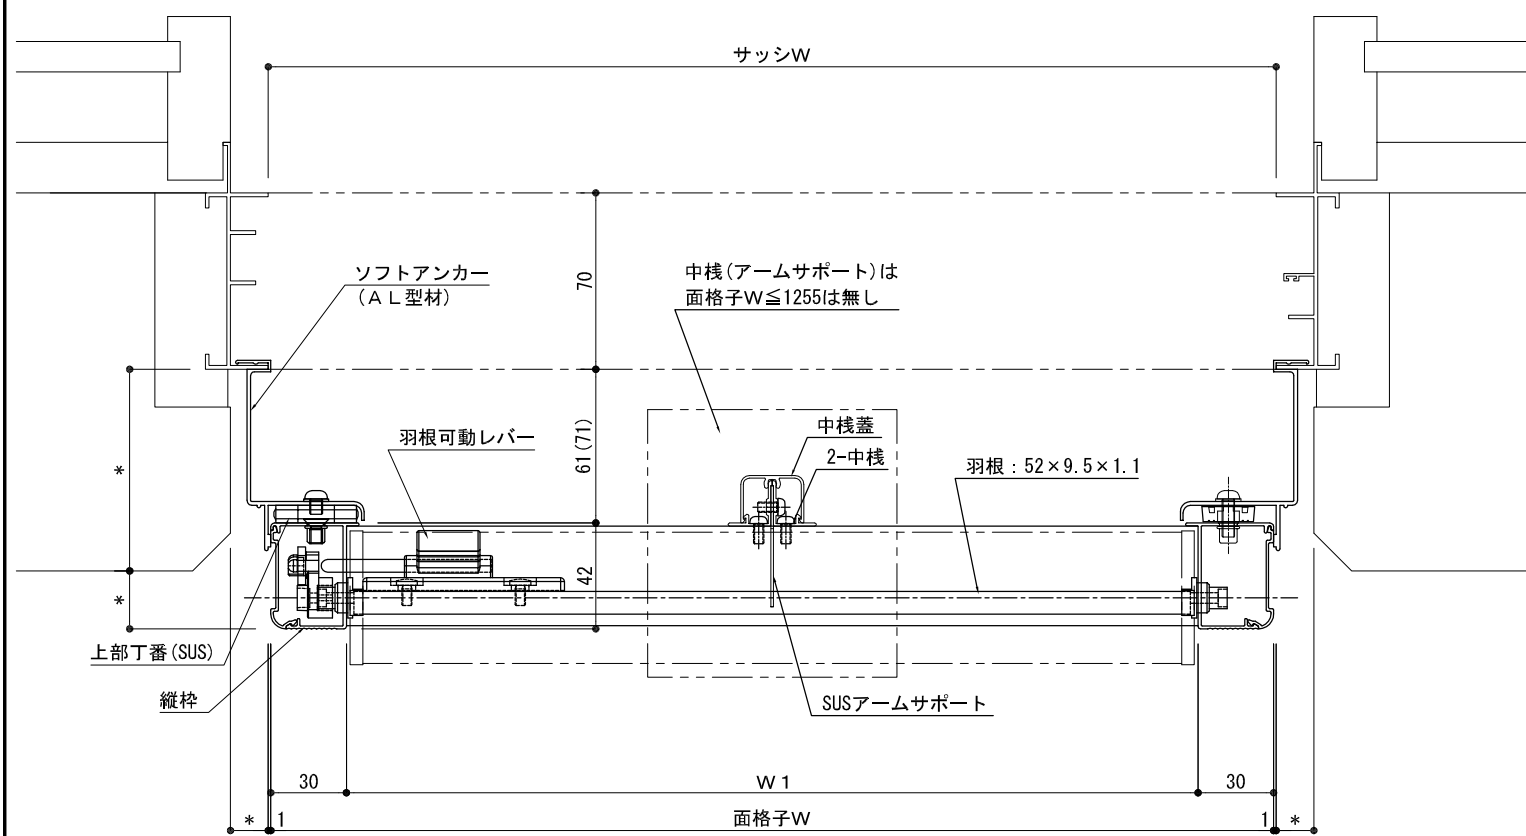 サッシW
ソフトアンカー
(AL型材)
70
中桟(アームサポート)は
面格子W≦1255は無し
羽根可動レバー
61(71)
中桟蓋
2-中桟
羽根：52×9.5×1.1
*
*
42
上部丁番(SUS)
縦枠
SUSアームサポート
30
W1
30
*
1
面格子W
1
*